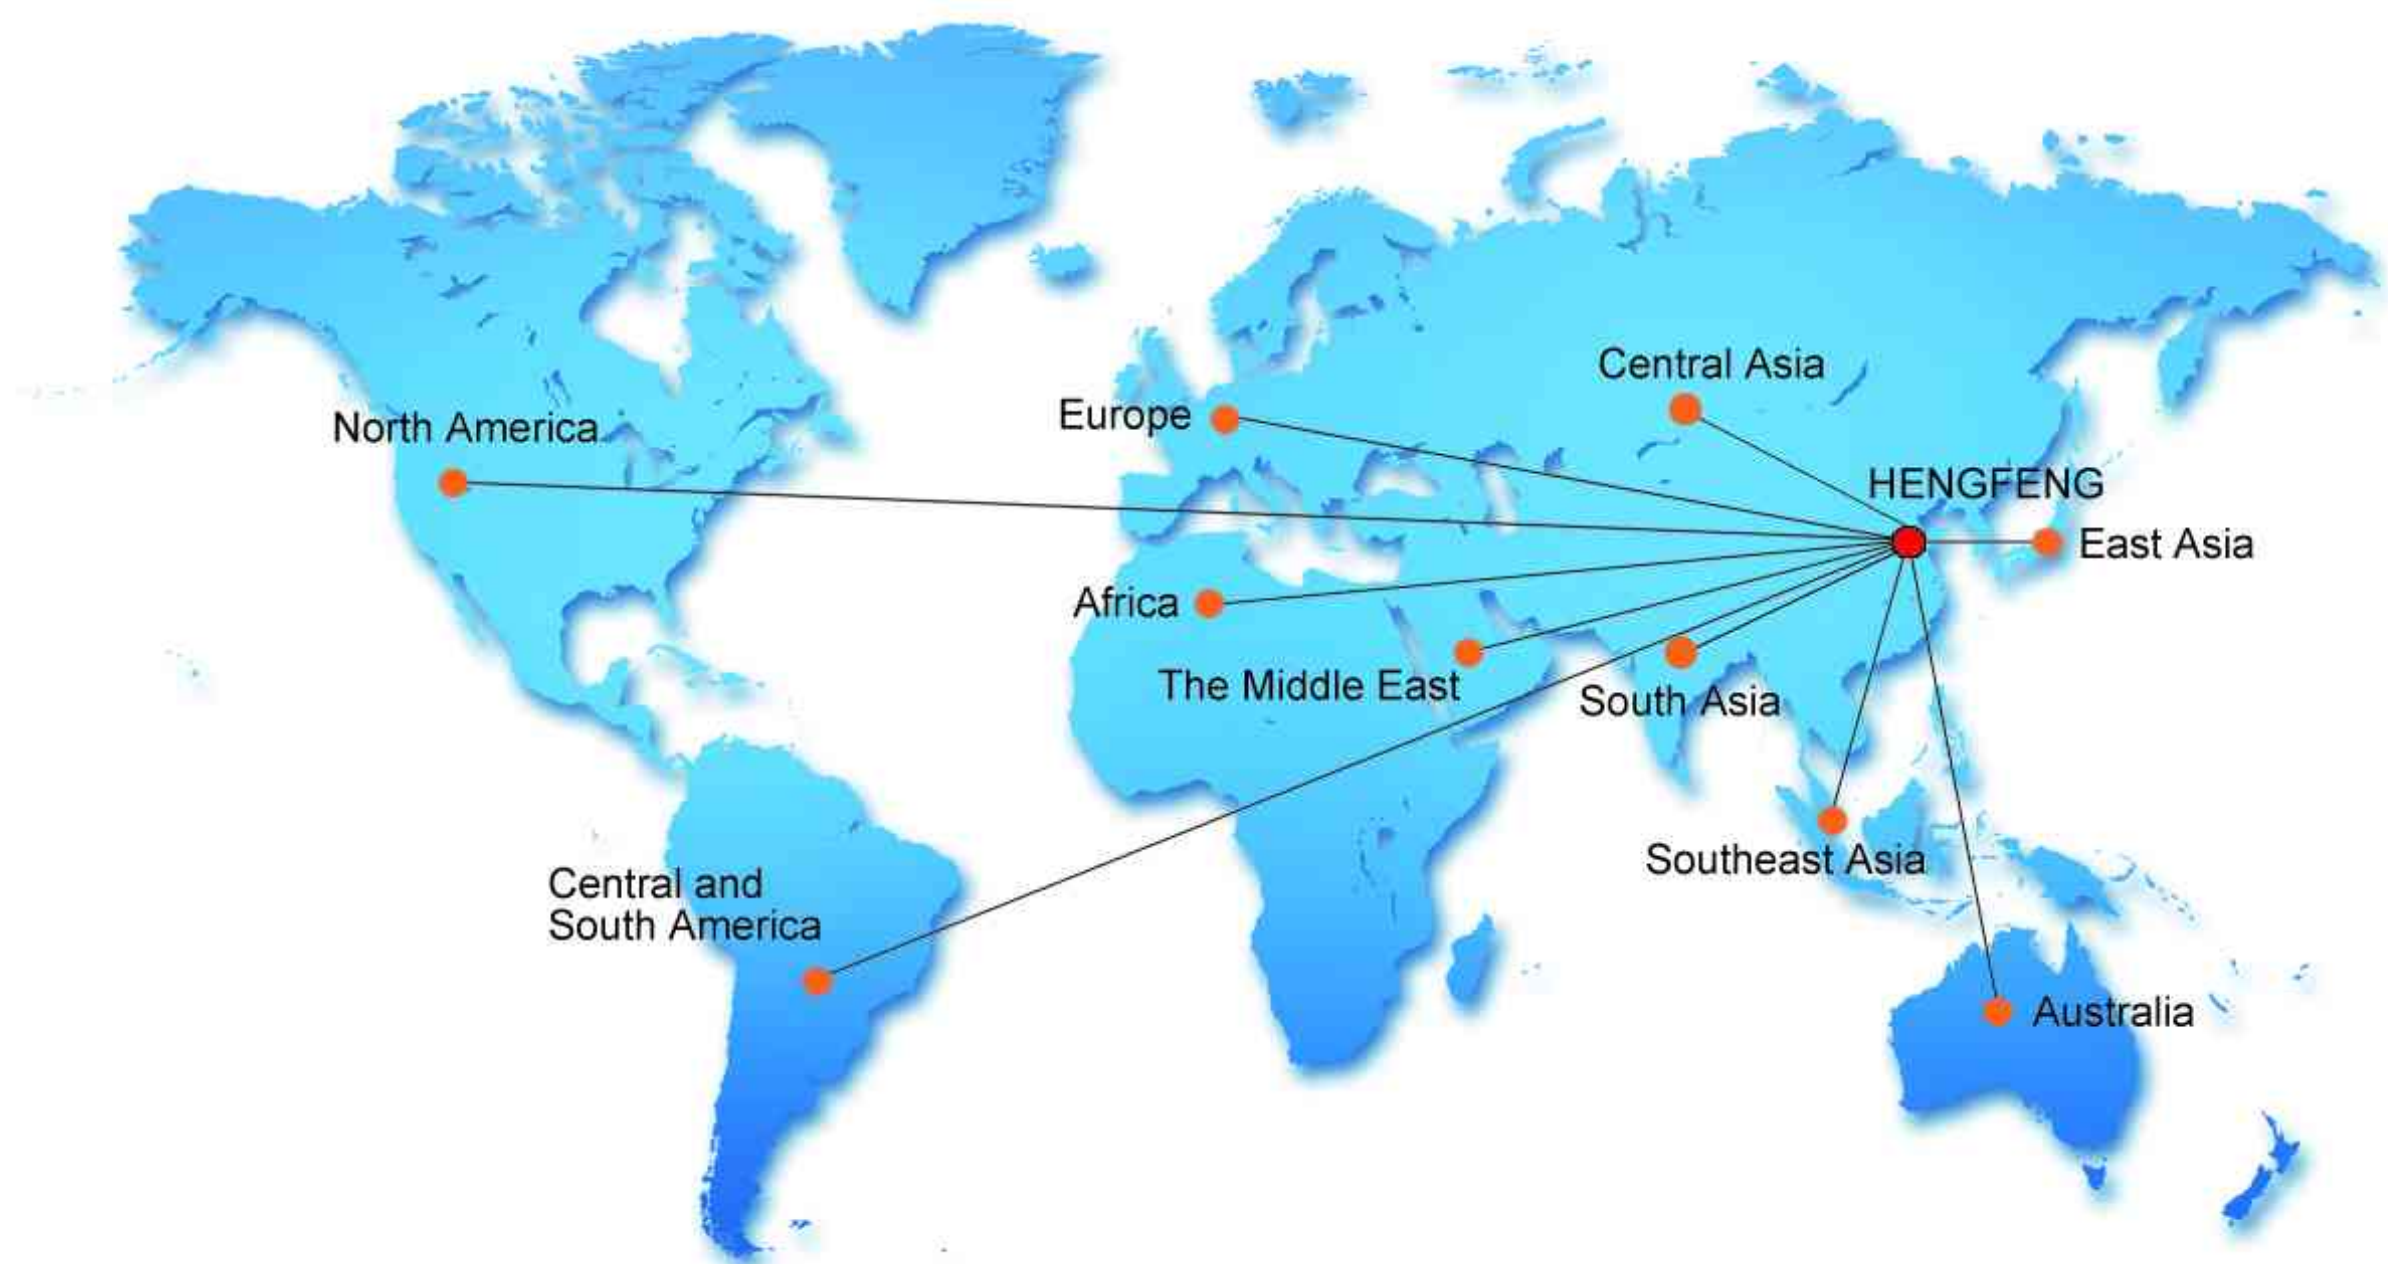 Central Asia
Europe
North America
HENGFENG
East Asia
Africa
The Middle East
South Asia
Southeast Asia
Central and
South America
Australia